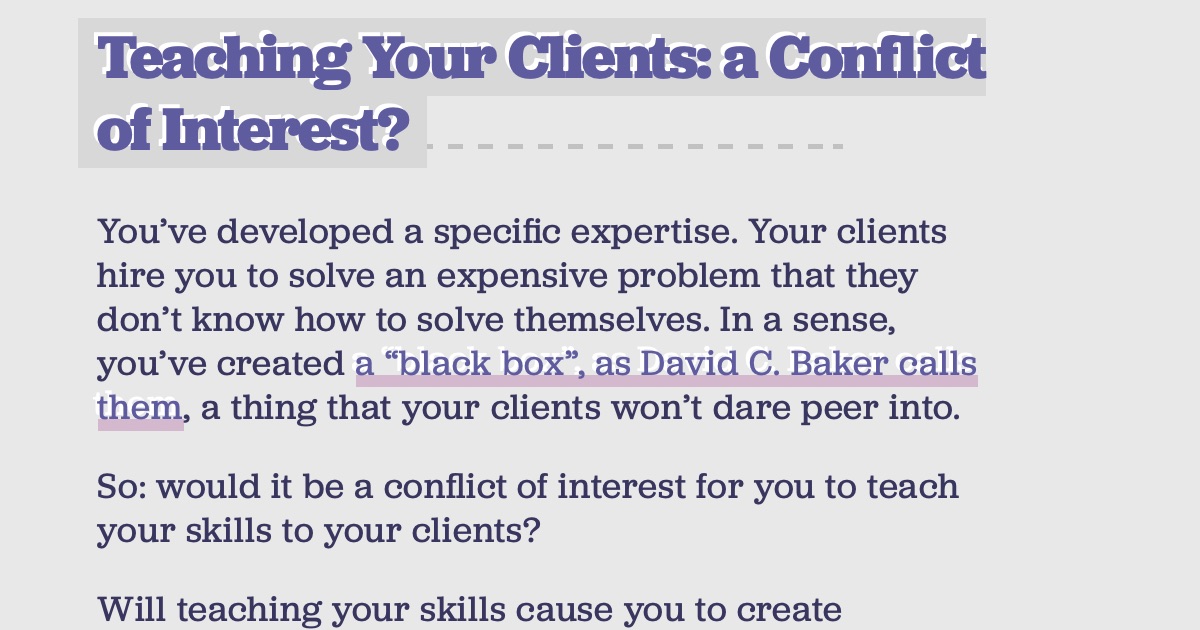 Teaching Your Clients: a Conflict
of Interest?
You’ve developed a specific expertise. Your clients
hire you to solve an expensive problem that they
don’t know how to solve themselves. In a sense,
you’ve created a “black box”, as David C. Baker calls
them, a thing that your clients won’t dare peer into.
So: would it be a conflict of interest for you to teach
your skills to your clients?
Will teaching your skills cause you to create